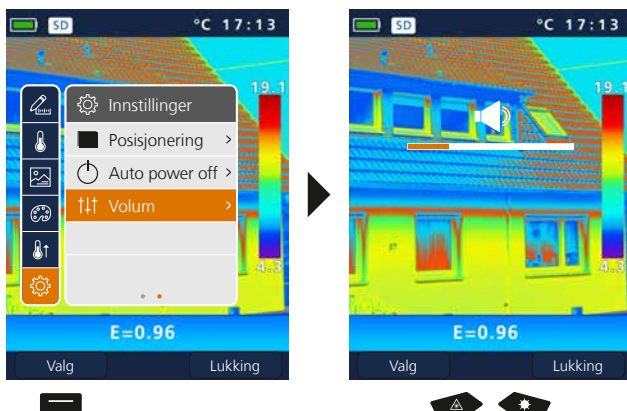 SD °C 17:13
19.1
Innstillinger
Posisjonering
Auto power off
Volum
4.3
E=0.96
Valg Lukking
SD °C 17:13
19.1
27
4.3
E=0.96
Valg Lukking